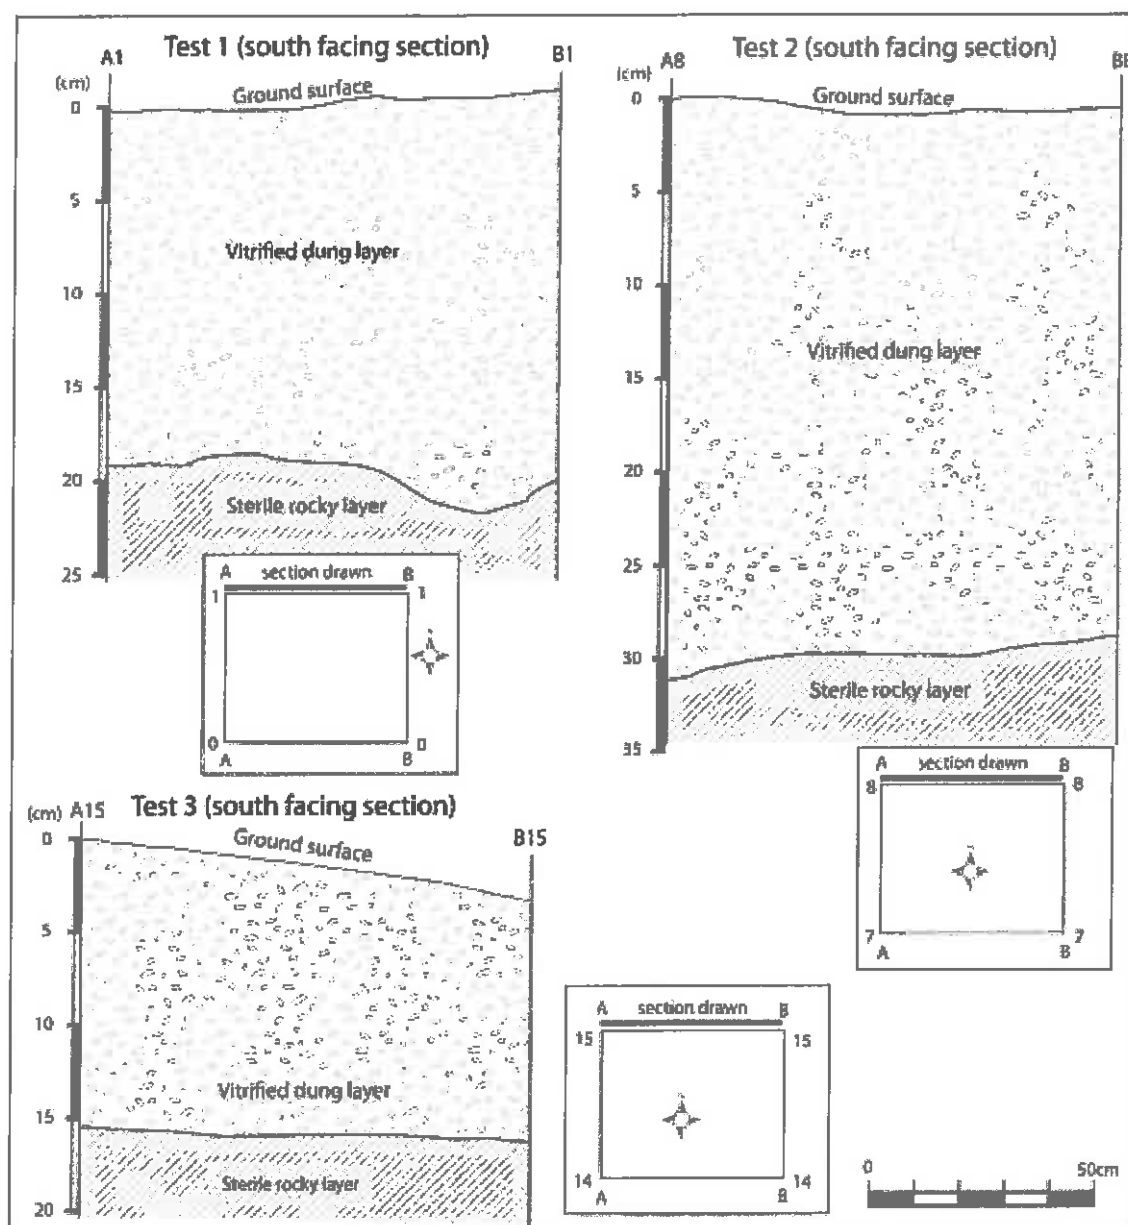 Test 1 (south facing section)
A1
B1
(cm)
Ground surface
0
5
Vitrified dung layer
10
15
20
Sterile rocky layer
25
A section drawn B
1 1
0 0
A B
Test 2 (south facing section)
A8
B8
(cm)
Ground surface
0
5
10
Vitrified dung layer
15
20
25
30
Sterile rocky layer
35
A section drawn B
8 8
7 7
A B
Test 3 (south facing section)
(cm) A15
B15
0
Ground surface
5
10
Vitrified dung layer
15
Sterile rocky layer
20
A section drawn B
15 15
14 14
A B
0 50cm